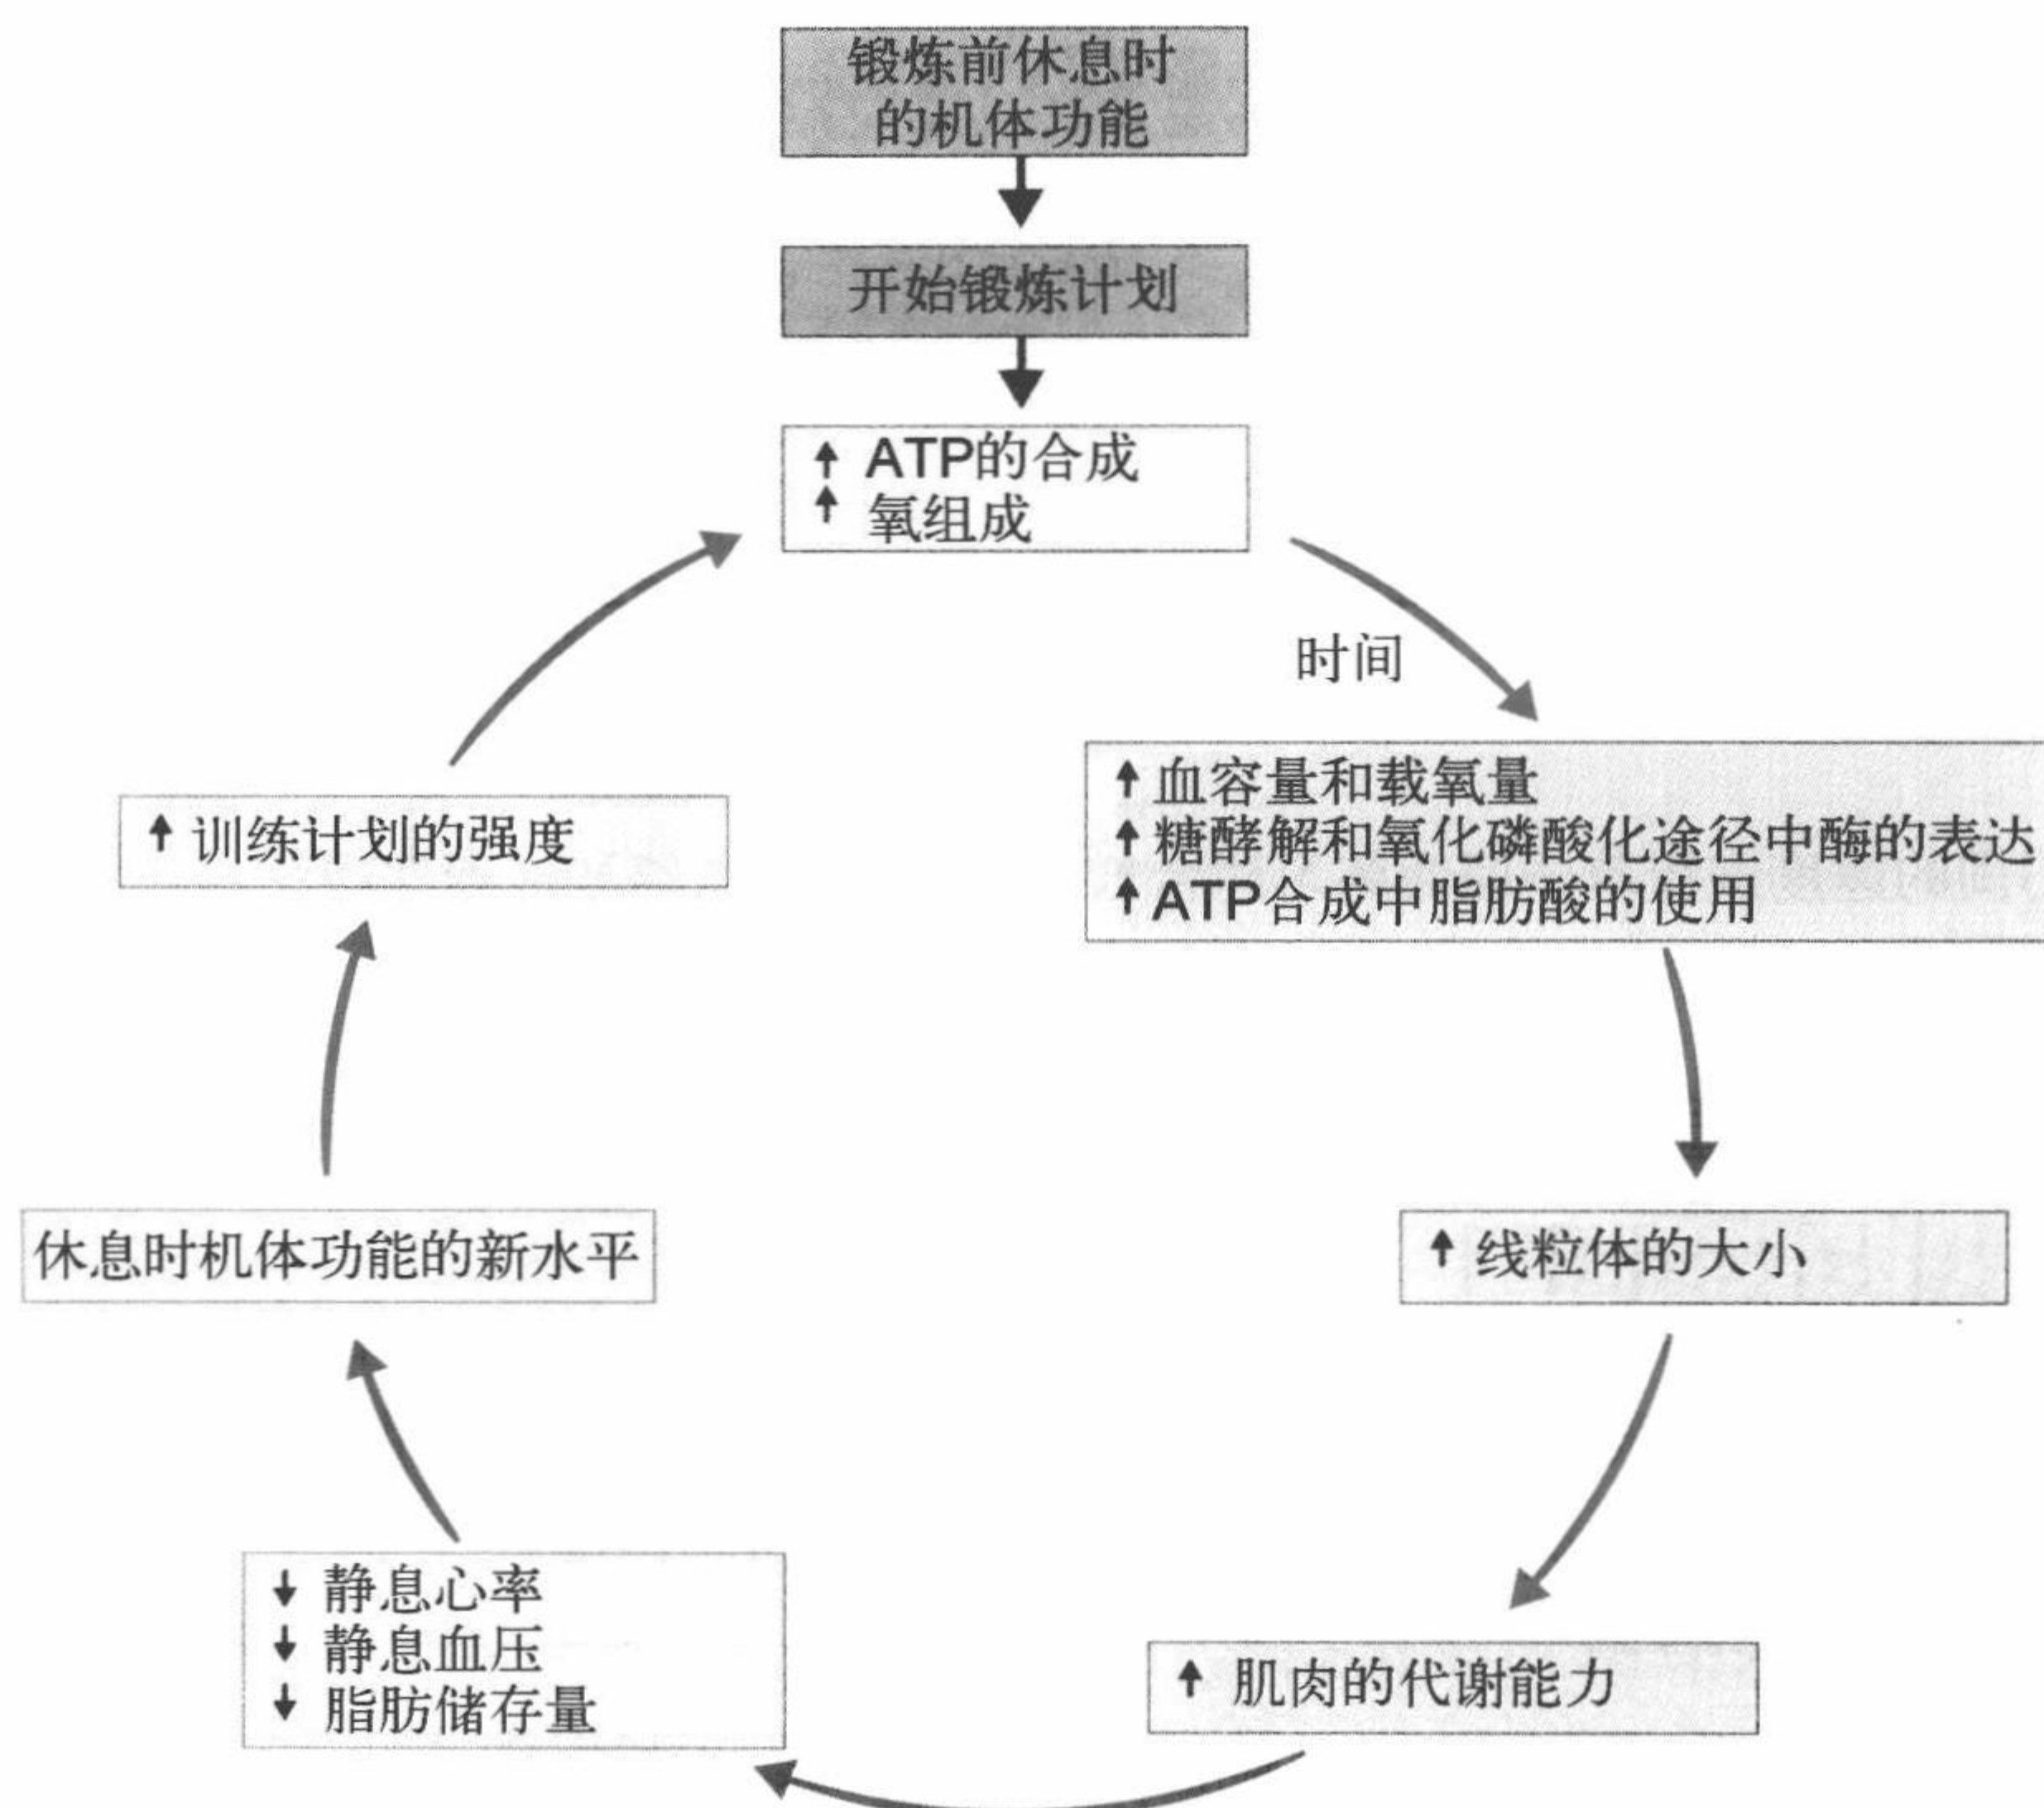 锻炼前休息时
的机体功能
开始锻炼计划
↑ ATP的合成
↑ 氧组成
时间
↑ 血容量和载氧量
↑ 糖酵解和氧化磷酸化途径中酶的表达
↑ ATP合成中脂肪酸的使用
↑ 线粒体的大小
↑ 肌肉的代谢能力
↓ 静息心率
↓ 静息血压
↓ 脂肪储存量
休息时机体功能的新水平
↑ 训练计划的强度